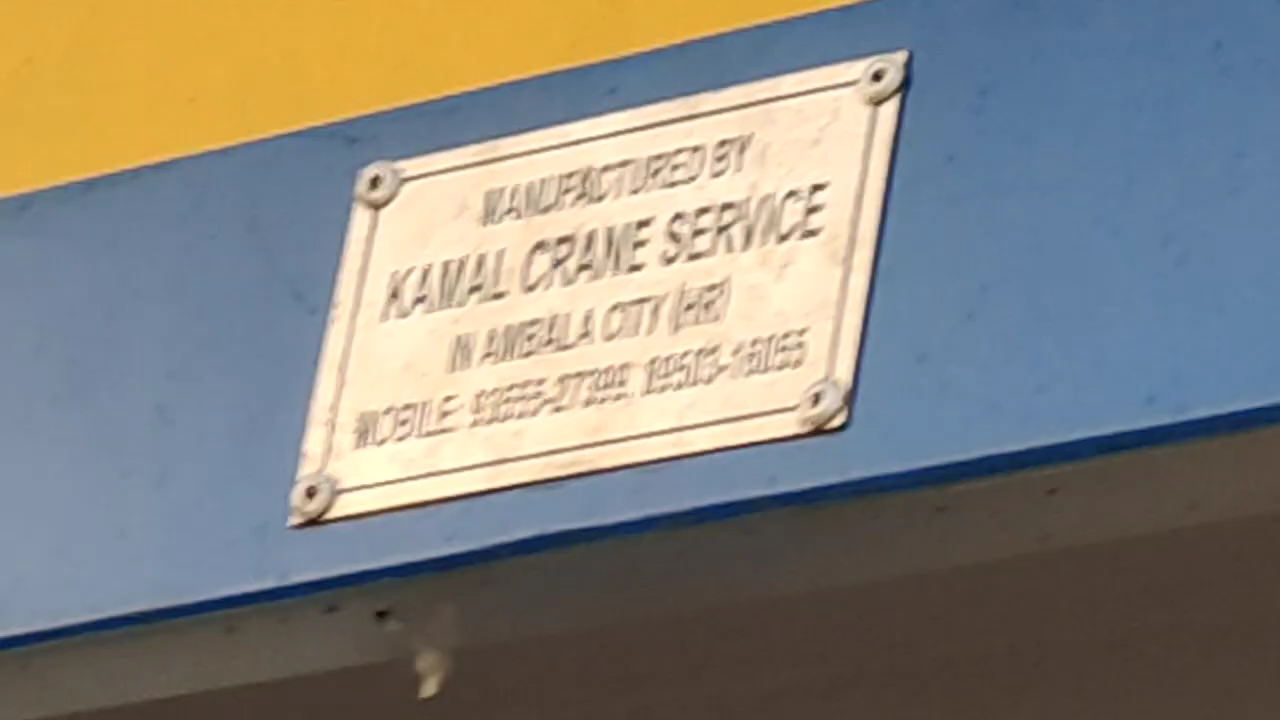 MANUFACTURED BY
KAMAL CRANE SERVICE
IN AMBALA CITY (HR)
MOBILE: